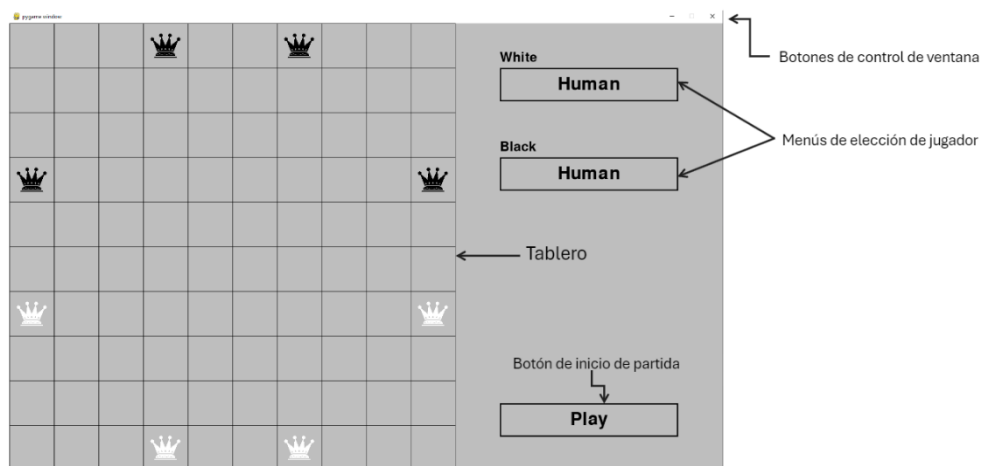 pygame window
Botones de control de ventana
White
Human
Menús de elección de jugador
Black
Human
Tablero
Botón de inicio de partida
Play